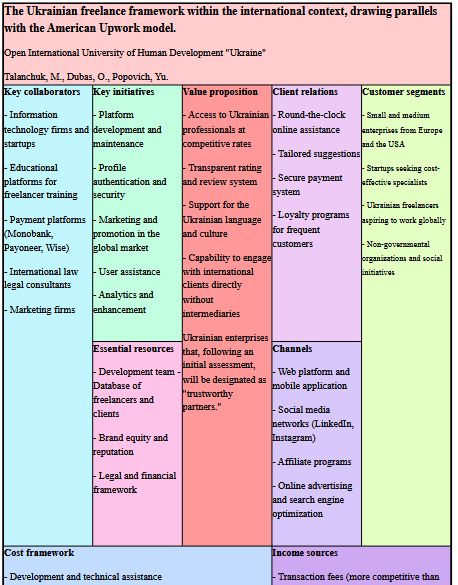 The Ukrainian freelance framework within the international context, drawing parallels
with the American Upwork model.
Open International University of Human Development "Ukraine"
Talanchuk, M., Dubas, O., Popovich, Yu.
Key collaborators
- Information
technology firms and
startups
- Educational
platforms for
freelancer training
- Payment platforms
(Monobank,
Payoneer, Wise)
- International law
legal consultants
- Marketing firms
Key initiatives
- Platform
development and
maintenance
- Profile
authentication and
security
- Marketing and
promotion in the
global market
- User assistance
- Analytics and
enhancement
Essential resources
- Development team -
Database of
freelancers and
clients
- Brand equity and
reputation
- Legal and financial
framework
Value proposition
- Access to Ukrainian
professionals at
competitive rates
- Transparent rating
and review system
- Support for the
Ukrainian language
and culture
- Capability to engage
with international
clients directly
without
intermediaries
Ukrainian enterprises
that, following an
initial assessment,
will be designated as
"trustworthy
partners."
Client relations
- Round-the-clock
online assistance
- Tailored suggestions
- Secure payment
system
- Loyalty programs
for frequent
customers
Channels
- Web platform and
mobile application
- Social media
networks (LinkedIn,
Instagram)
- Affiliate programs
- Online advertising
and search engine
optimization
Customer segments
- Small and medium
enterprises from Europe
and the USA
- Startups seeking cost-
effective specialists
- Ukrainian freelancers
aspiring to work globally
- Non-governmental
organizations and social
initiatives
Cost framework
- Development and technical assistance
Income sources
- Transaction fees (more competitive than